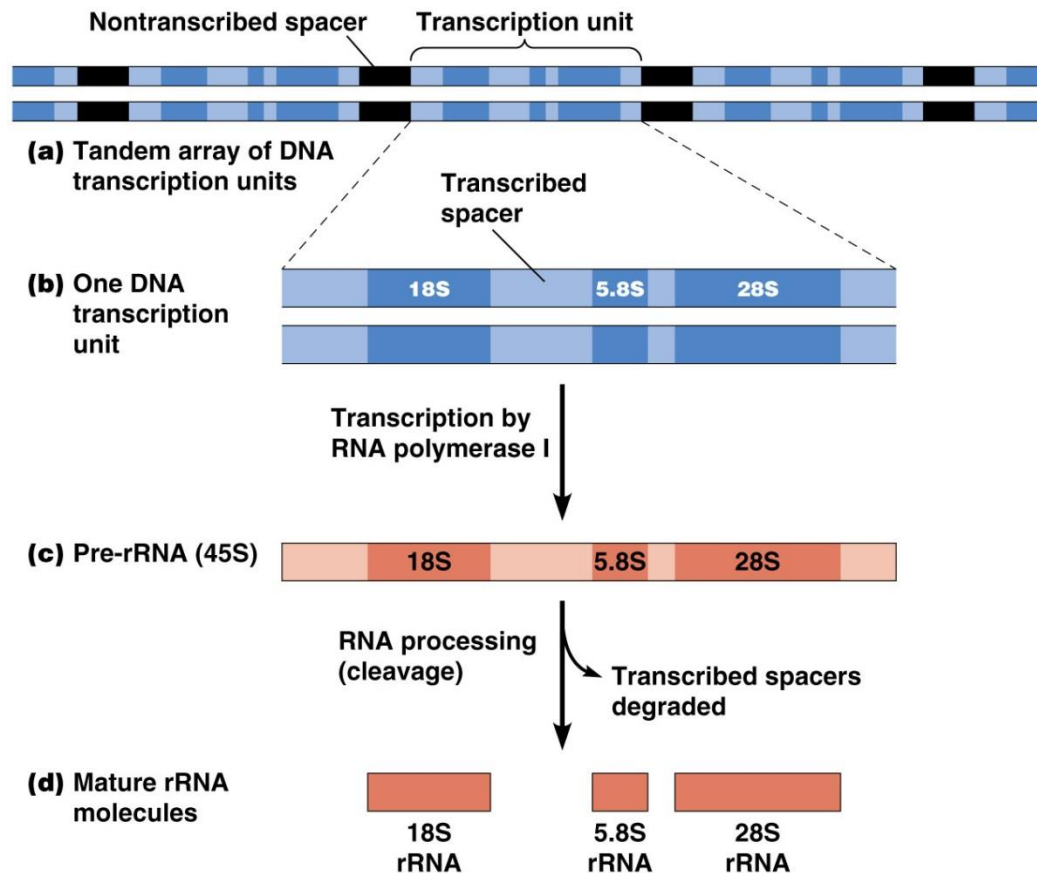 Nontranscribed spacer
Transcription unit
(a) Tandem array of DNA
transcription units
Transcribed
spacer
(b) One DNA
transcription
unit
18S
5.8S
28S
Transcription by
RNA polymerase I
(c) Pre-rRNA (45S)
18S
5.8S
28S
RNA processing
(cleavage)
Transcribed spacers
degraded
(d) Mature rRNA
molecules
18S
rRNA
5.8S
rRNA
28S
rRNA